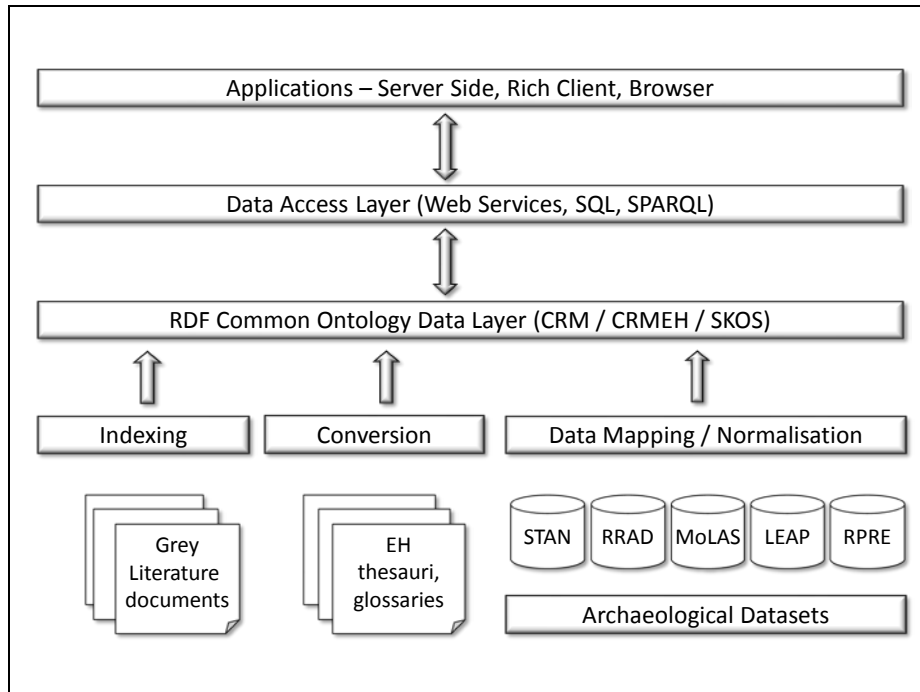 Applications – Server Side, Rich Client, Browser
Data Access Layer (Web Services, SQL, SPARQL)
RDF Common Ontology Data Layer (CRM / CRMEH / SKOS)
Indexing
Conversion
Data Mapping / Normalisation
Grey
Literature
documents
EH
thesauri,
glossaries
STAN
RRAD
MoLAS
LEAP
RPRE
Archaeological Datasets